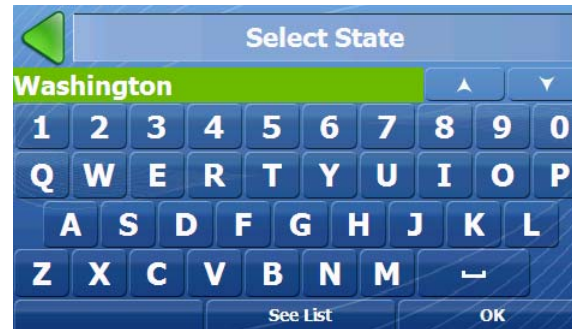 Select State
Washington
1 2 3 4 5 6 7 8 9 0
Q W E R T Y U I O P
A S D F G H J K L
Z X C V B N M
See List OK